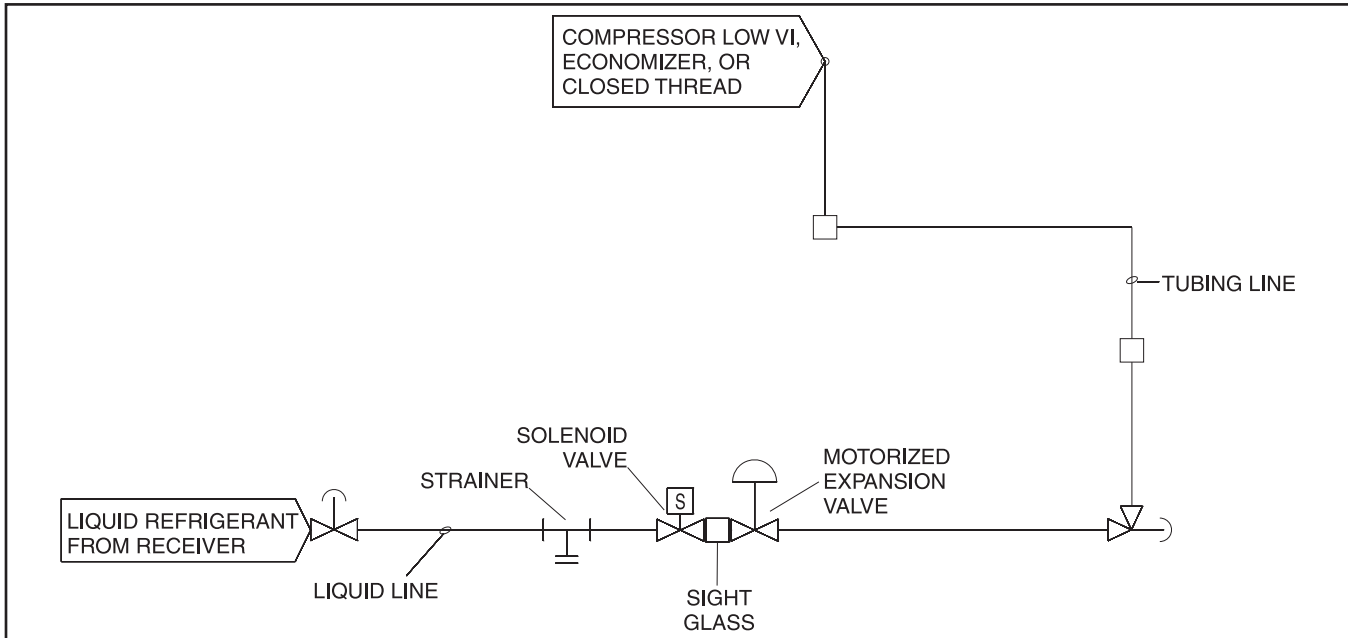 COMPRESSOR LOW VI,
ECONOMIZER, OR
CLOSED THREAD
TUBING LINE
SOLENOID
VALVE
S
MOTORIZED
EXPANSION
VALVE
STRAINER
LIQUID REFRIGERANT
FROM RECEIVER
LIQUID LINE
SIGHT
GLASS